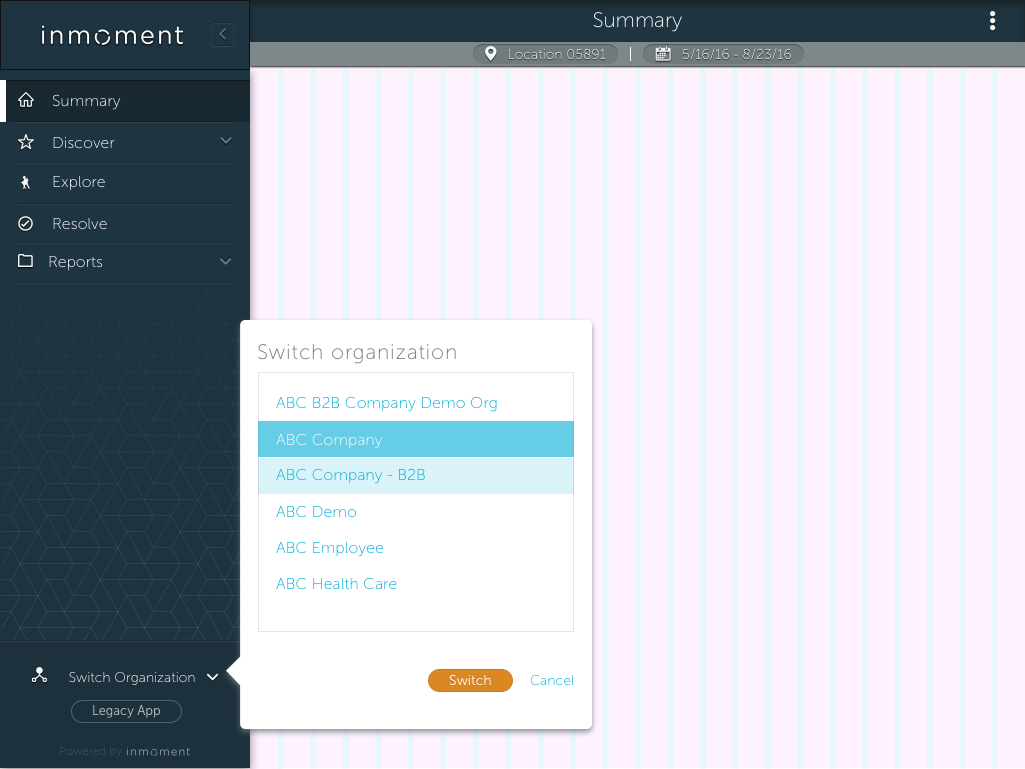 inmoment
Summary
Location 05891 | 5/16/16 - 8/23/16
Summary
Discover
Explore
Resolve
Reports
Switch organization
ABC B2B Company Demo Org
ABC Company
ABC Company - B2B
ABC Demo
ABC Employee
ABC Health Care
Switch Cancel
Switch Organization
Legacy App
Powered by inmoment